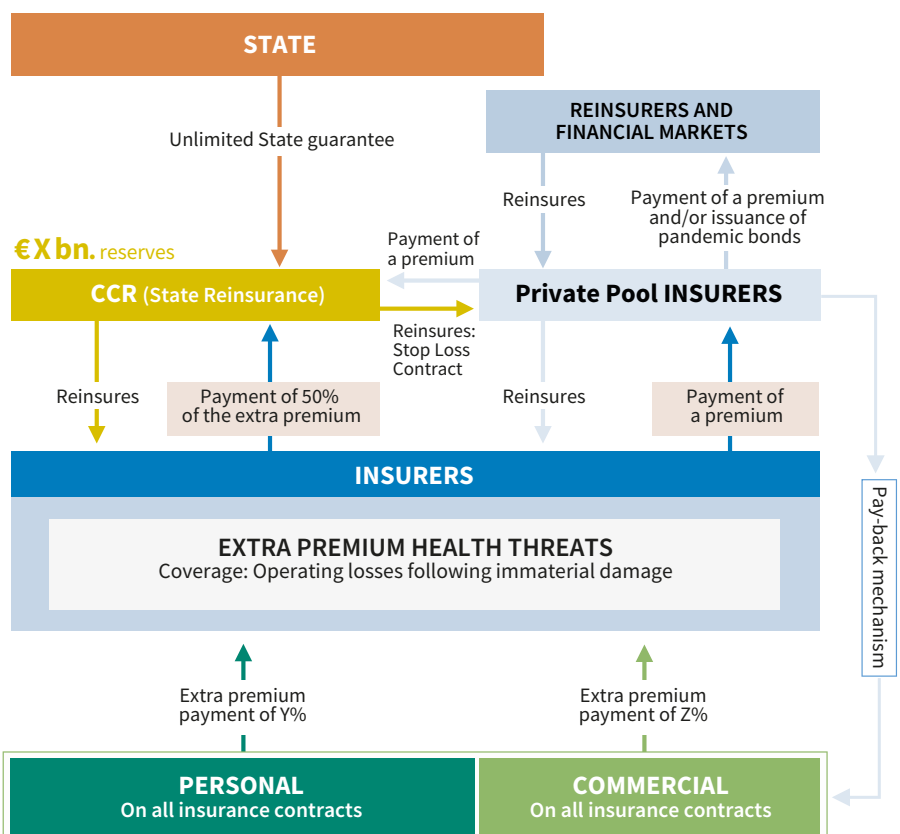 STATE
Unlimited State guarantee
REINSURERS AND
FINANCIAL MARKETS
Reinsures
Payment of a premium
and/or issuance of
pandemic bonds
€ X bn. reserves
Payment of
a premium
CCR (State Reinsurance)
Private Pool INSURERS
Reinsures:
Stop Loss
Contract
Reinsures
Payment of 50%
of the extra premium
Reinsures
Payment of
a premium
INSURERS
EXTRA PREMIUM HEALTH THREATS
Coverage: Operating losses following immaterial damage
Pay-back mechanism
Extra premium
payment of Y%
Extra premium
payment of Z%
PERSONAL
On all insurance contracts
COMMERCIAL
On all insurance contracts